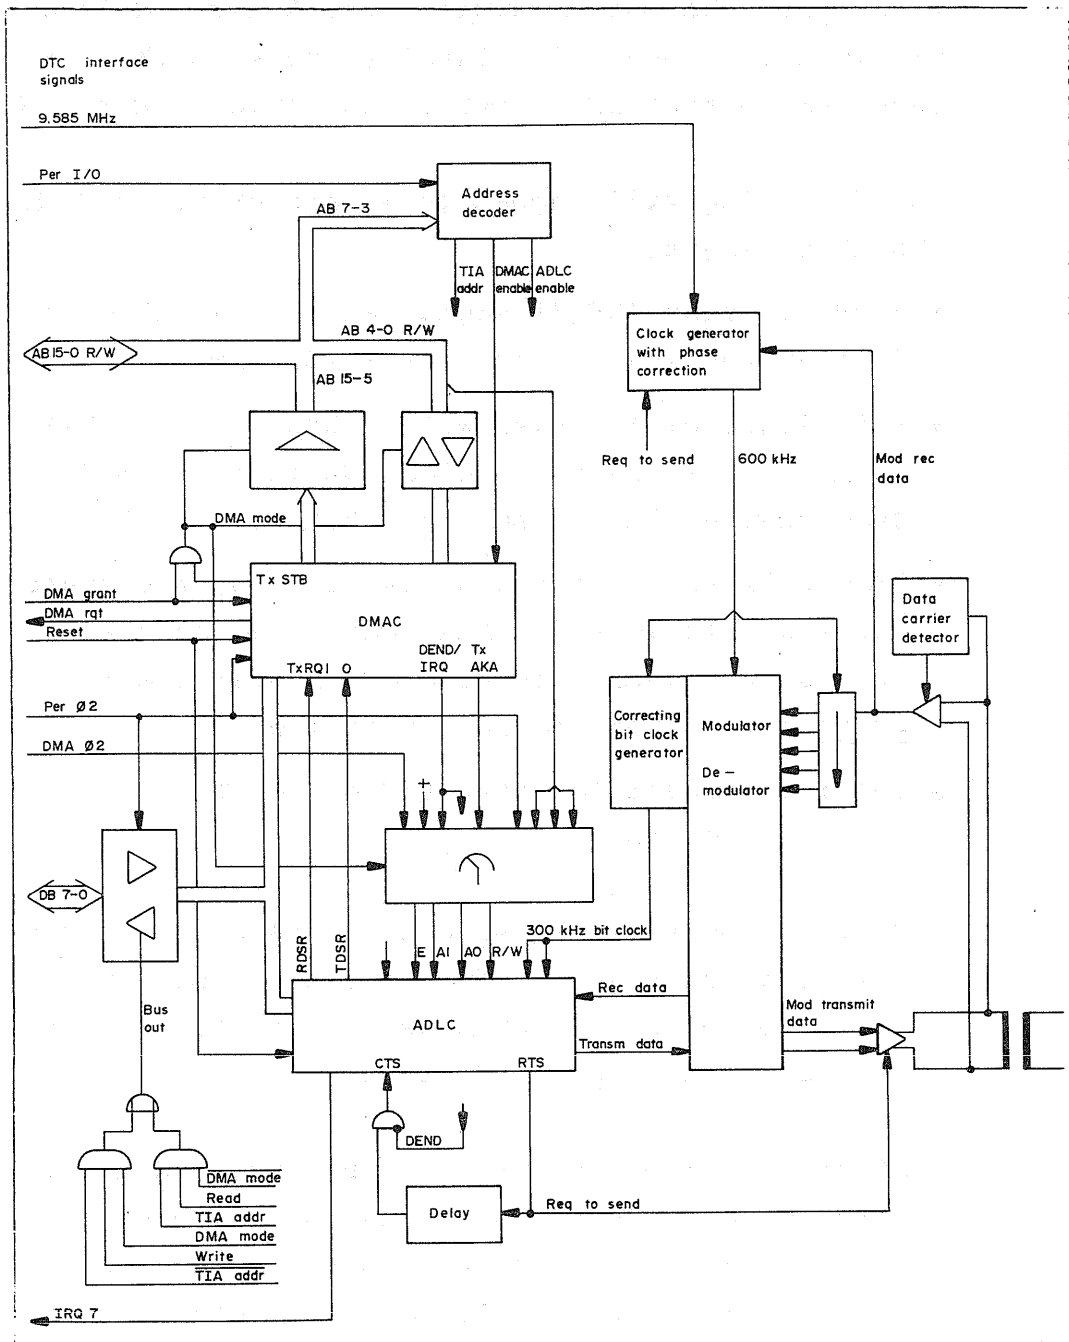 DTC interface
signals
9.585 MHz
Per I/O
Address
decoder
AB 7-3
TIA
addr
DMAC
enable
ADLC
enable
AB 4-0 R/W
AB 15-0 R/W
AB 15-5
Clock generator
with phase
correction
Req to send
600 kHz
Mod rec
data
DMA mode
Tx STB
DMA grant
DMA rqt
Reset
DMAC
DEND/
IRQ
Tx
AKA
TxRQ1 0
Data
carrier
detector
Per Ø2
DMA Ø2
Correcting
bit clock
generator
Modulator
De-
modulator
+
DB 7-0
RDSR
TDSR
E
A1
A0
R/W
300 kHz bit clock
Bus
out
ADLC
Rec data
Transm data
Mod transmit
data
CTS
RTS
DEND
Delay
Req to send
DMA mode
Read
TIA addr
DMA mode
Write
TIA addr
IRQ 7